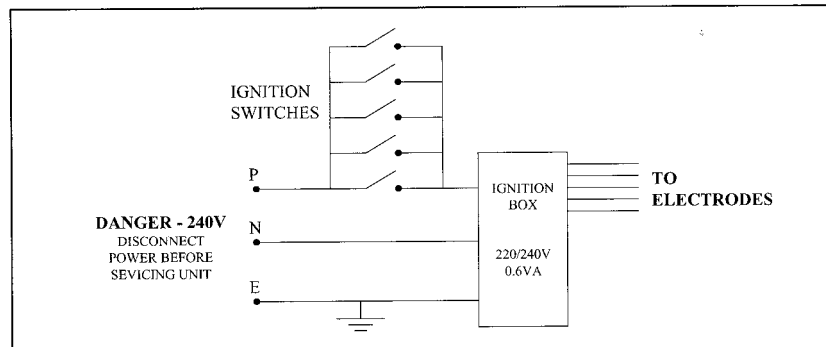 IGNITION
SWITCHES
P
IGNITION
BOX
TO
ELECTRODES
DANGER - 240V
DISCONNECT
POWER BEFORE
SEVICING UNIT
N
220/240V
0.6VA
E